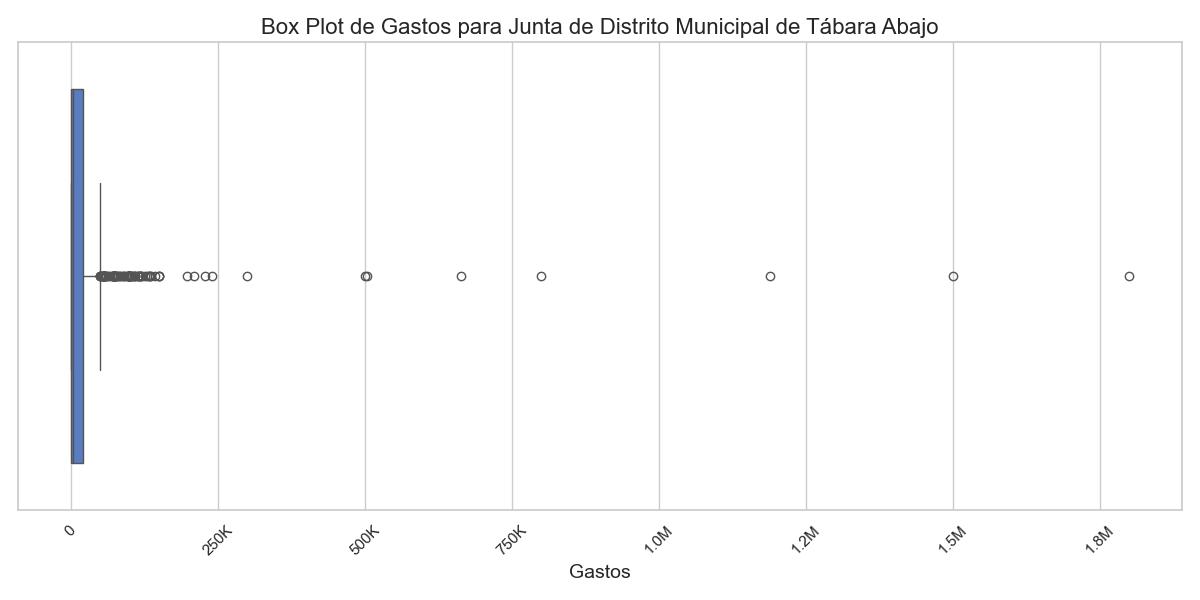 Box Plot de Gastos para Junta de Distrito Municipal de Tábara Abajo
0
250K
500K
750K
1.0M
1.2M
1.5M
1.8M
Gastos